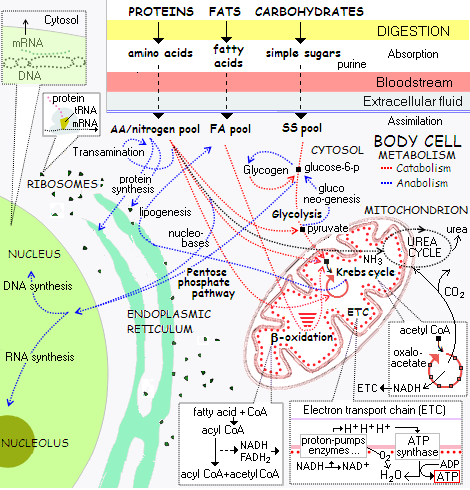 PROTEINS FATS CARBOHYDRATES
DIGESTION
amino acids
fatty
acids
simple sugars
purine
Absorption
Bloodstream
Extracellular fluid
Assimilation
Cytosol
mRNA
DNA
protein
tRNA
mRNA
AA/nitrogen pool
FA pool
SS pool
BODY CELL
METABOLISM
Catabolism
Anabolism
CYTOSOL
Transamination
RIBOSOMES
protein
synthesis
Glycogen
glucose-6-p
gluco
neo-genesis
lipogenesis
Glycolysis
pyruvate
MITOCHONDRION
nucleo-
bases
urea
UREA
CYCLE
NH3
Krebs cycle
CO2
NUCLEUS
DNA synthesis
Pentose
phosphate
pathway
ENDOPLASMIC
RETICULUM
ETC
β-oxidation
acetyl CoA
oxalo-
acetate
ETC NADH
RNA synthesis
NUCLEOLUS
fatty acid + CoA
acyl CoA
NADH
FADH2
acyl CoA+acetyl CoA
Electron transport chain (ETC)
H+H+H+
proton-pumps
enzymes ...
ATP
synthase
O2
NADH NAD+
H2O
ADP
ATP